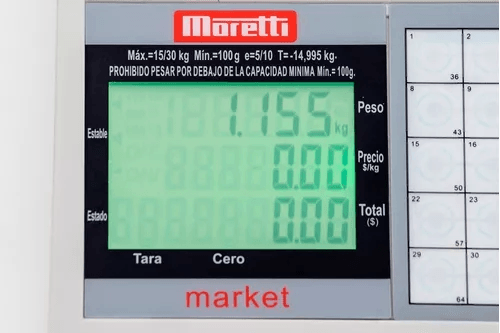 Moretti
Máx.=15/30 kg Mín.=100g e=5/10 T=-14,995 kg-
PROHIBIDO PESAR POR DEBAJO DE LA CAPACIDAD MINIMA Mín.= 100g.
1.155 kg Peso
Estable
0.00 Precio
$/kg
0.00 Total
($)
Estado
Tara Cero
market
1 2
36
8 9
43
15 16
50
22 23
57
29 30
64